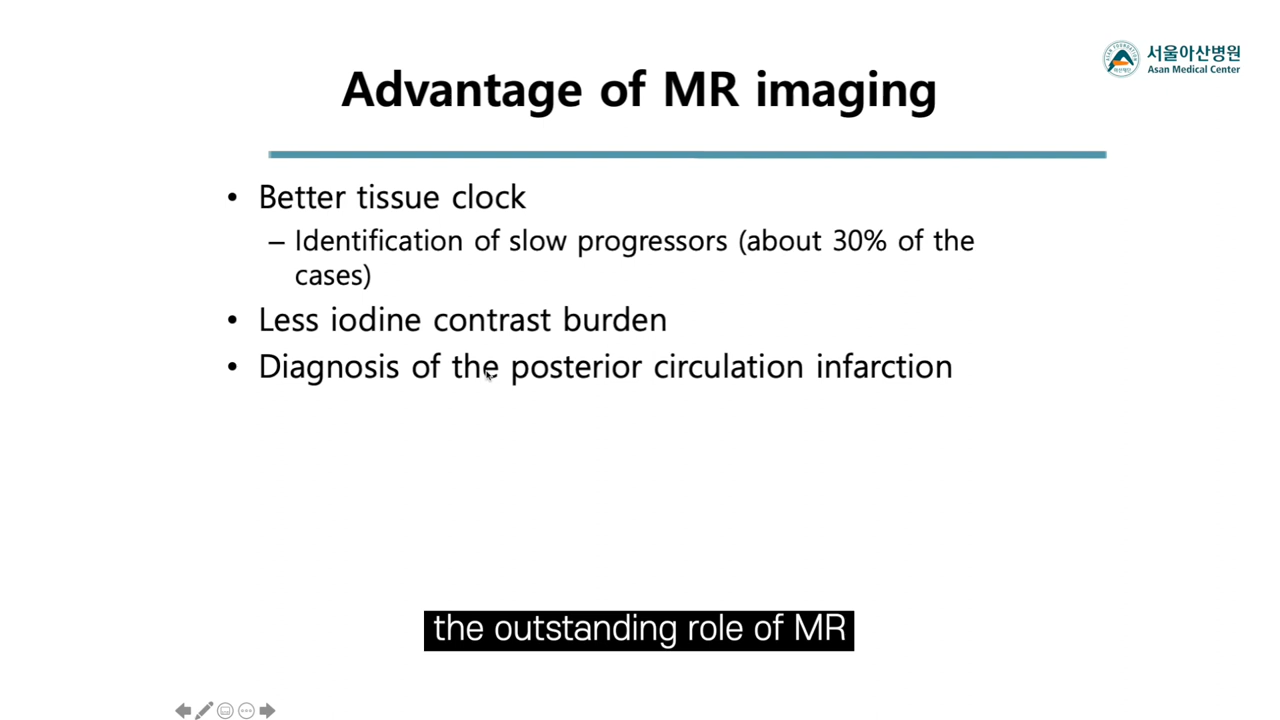 서울아산병원
Asan Medical Center
Advantage of MR imaging
• Better tissue clock
– Identification of slow progressors (about 30% of the
cases)
• Less iodine contrast burden
• Diagnosis of the posterior circulation infarction
the outstanding role of MR